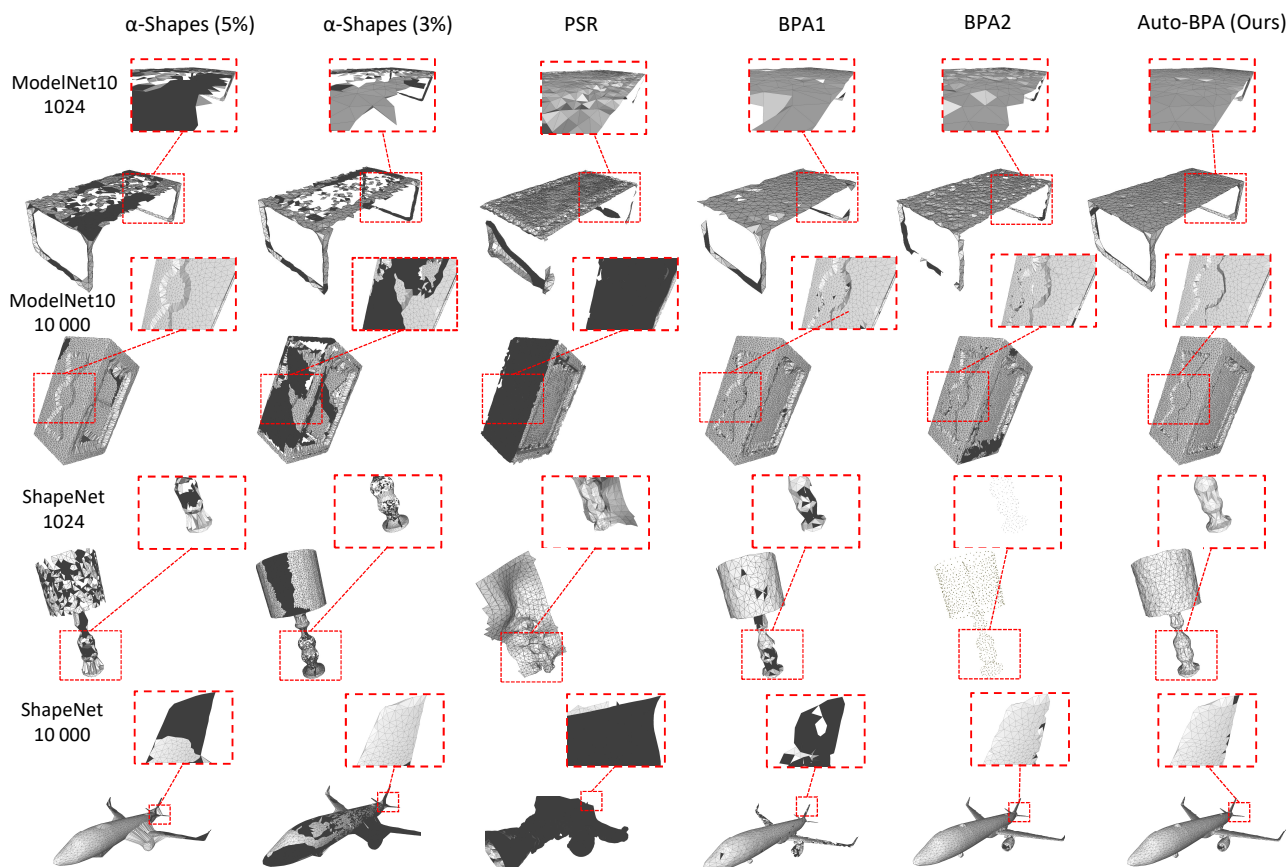 α-Shapes (5%) α-Shapes (3%) PSR BPA1 BPA2 Auto-BPA (Ours)
ModelNet10
1024
ModelNet10
10 000
ShapeNet
1024
ShapeNet
10 000